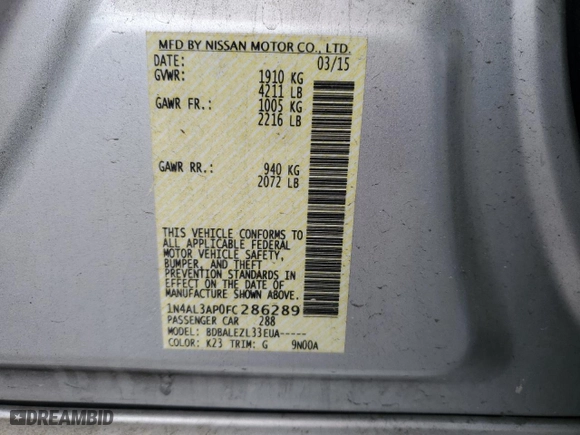 MFD BY NISSAN MOTOR CO., LTD.
DATE: 03/15
GVWR: 1910 KG
4211 LB
GAWR FR.: 1005 KG
2216 LB
GAWR RR.: 940 KG
2072 LB
THIS VEHICLE CONFORMS TO
ALL APPLICABLE FEDERAL
MOTOR VEHICLE SAFETY,
BUMPER, AND THEFT
PREVENTION STANDARDS IN
EFFECT ON THE DATE OF
MANUFACTURE SHOWN ABOVE.
1N4AL3AP0FC286289
PASSENGER CAR 288
MODEL: BDBALEZL33EUA-----
COLOR: K23 TRIM: G 9N00A
DREAMBID